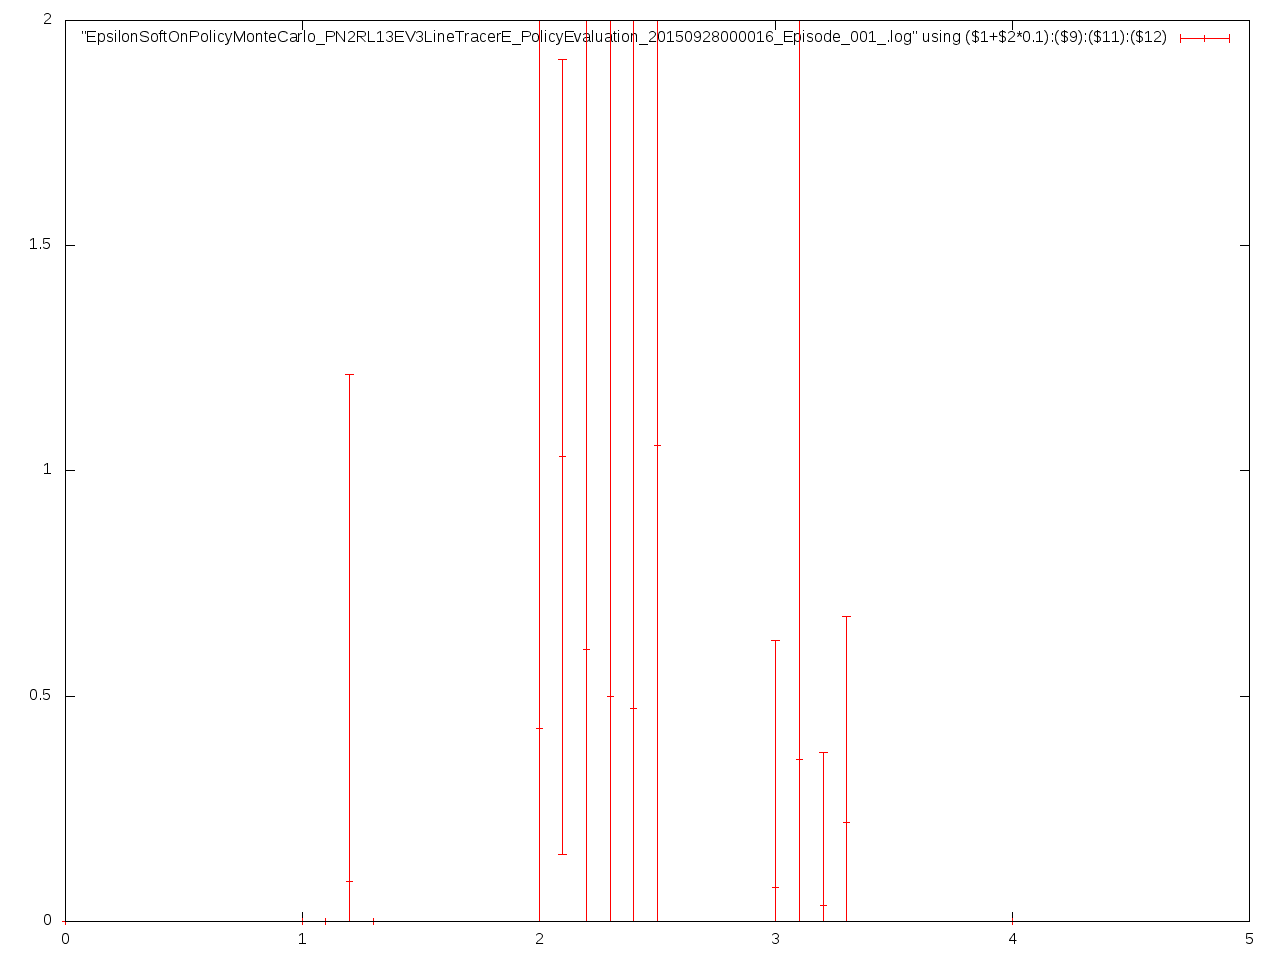 2
"EpsilonSoftOnPolicyMonteCarlo_PN2RL13EV3LineTracerE_PolicyEvaluation_20150928000016_Episode_001_.log" using ($1+$2*0.1):($9):($11):($12)
1.5
1
0.5
0
0 1 2 3 4 5